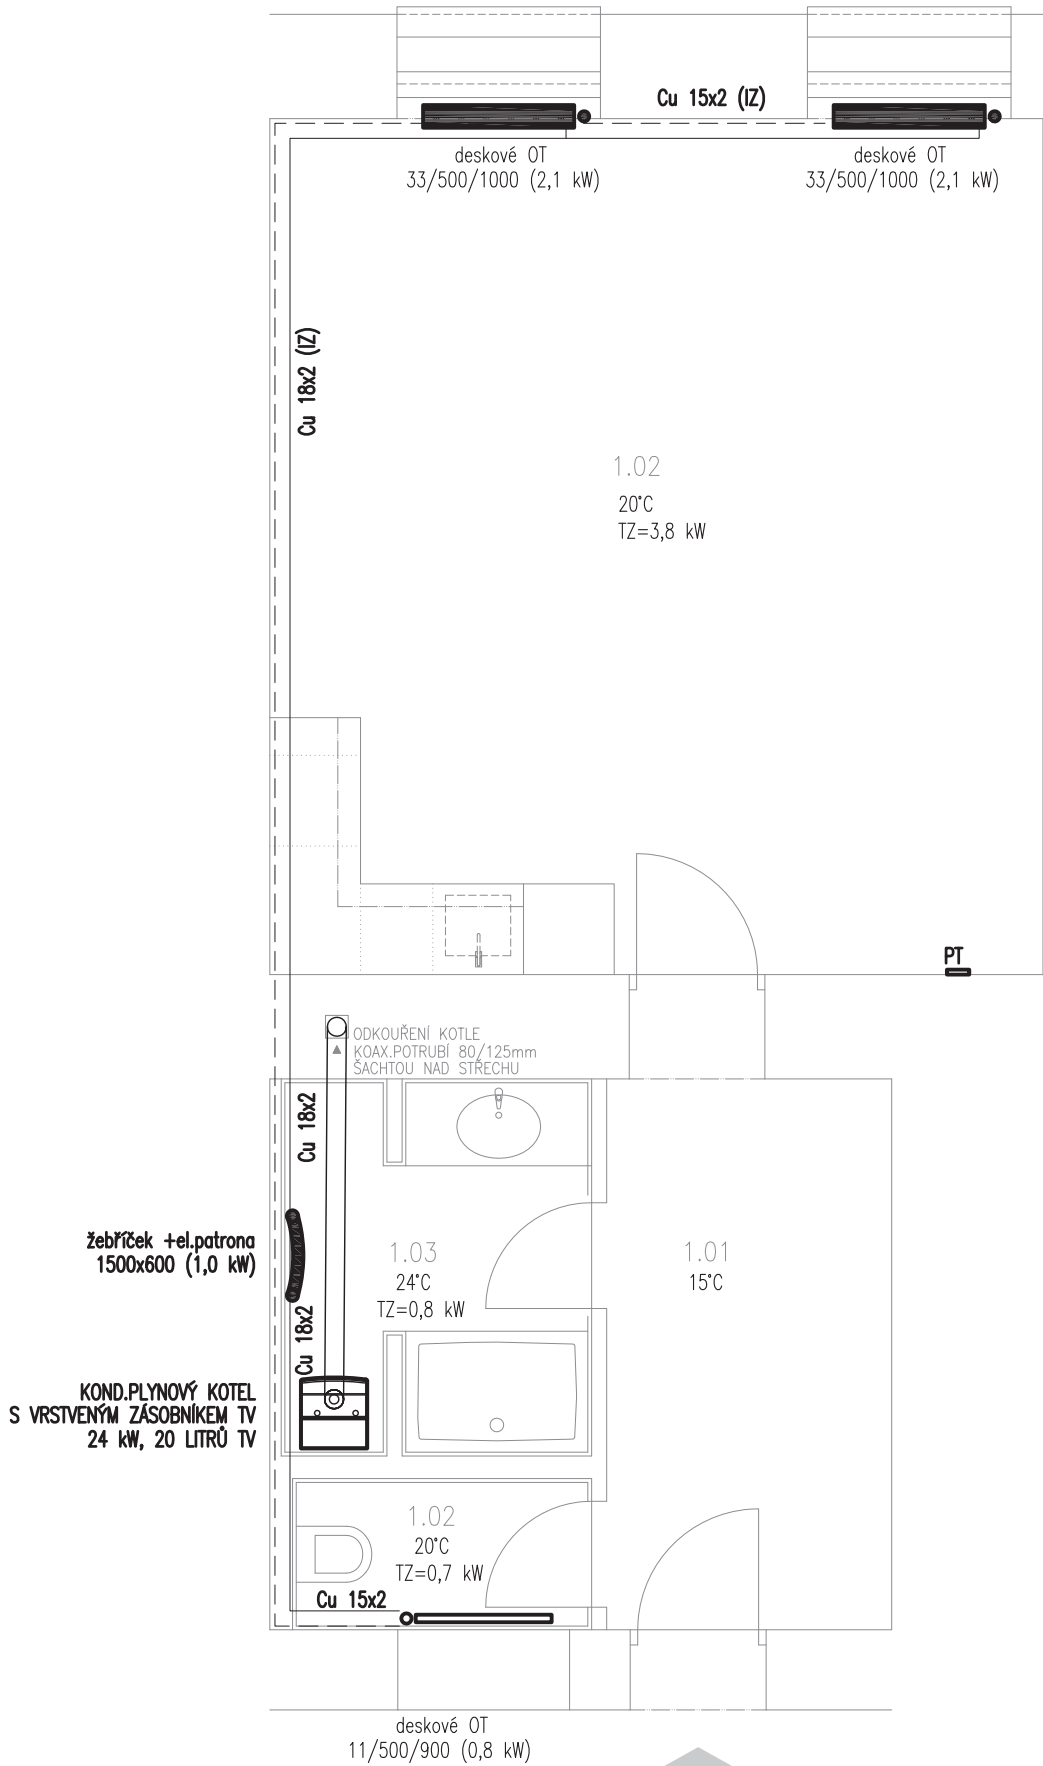 Cu 15x2 (IZ)
deskové OT
33/500/1000 (2,1 kW)
deskové OT
33/500/1000 (2,1 kW)
Cu 18x2 (IZ)
1.02
20°C
TZ=3,8 kW
PT
ODKOUŘENÍ KOTLE
KOAX.POTRUBÍ 80/125mm
ŠACHTOU NAD STŘECHU
Cu 18x2
žebříček +el.patrona
1500x600 (1,0 kW)
1.03
24°C
TZ=0,8 kW
1.01
15°C
Cu 18x2
KOND.PLYNOVÝ KOTEL
S VRSTVENÝM ZÁSOBNÍKEM TV
24 kW, 20 LITRŮ TV
1.02
20°C
TZ=0,7 kW
Cu 15x2
deskové OT
11/500/900 (0,8 kW)